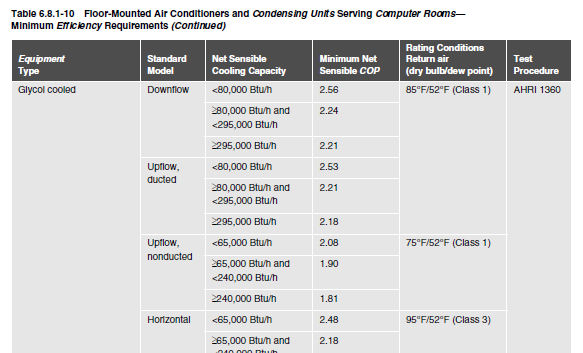 Table 6.8.1-10 Floor-Mounted Air Conditioners and Condensing Units Serving Computer Rooms—
Minimum Efficiency Requirements (Continued)
Equipment Type Standard Model Net Sensible Cooling Capacity Minimum Net Sensible COP Rating Conditions Return air (dry bulb/dew point) Test Procedure
Glycol cooled Downflow <80,000 Btu/h 2.56 85°F/52°F (Class 1) AHRI 1360
≥80,000 Btu/h and 2.24
<295,000 Btu/h
≥295,000 Btu/h 2.21
Upflow, <80,000 Btu/h 2.53
ducted
≥80,000 Btu/h and 2.21
<295,000 Btu/h
≥295,000 Btu/h 2.18
Upflow, <65,000 Btu/h 2.08 75°F/52°F (Class 1)
nonducted
≥65,000 Btu/h and 1.90
<240,000 Btu/h
≥240,000 Btu/h 1.81
Horizontal <65,000 Btu/h 2.48 95°F/52°F (Class 3)
≥65,000 Btu/h and 2.18